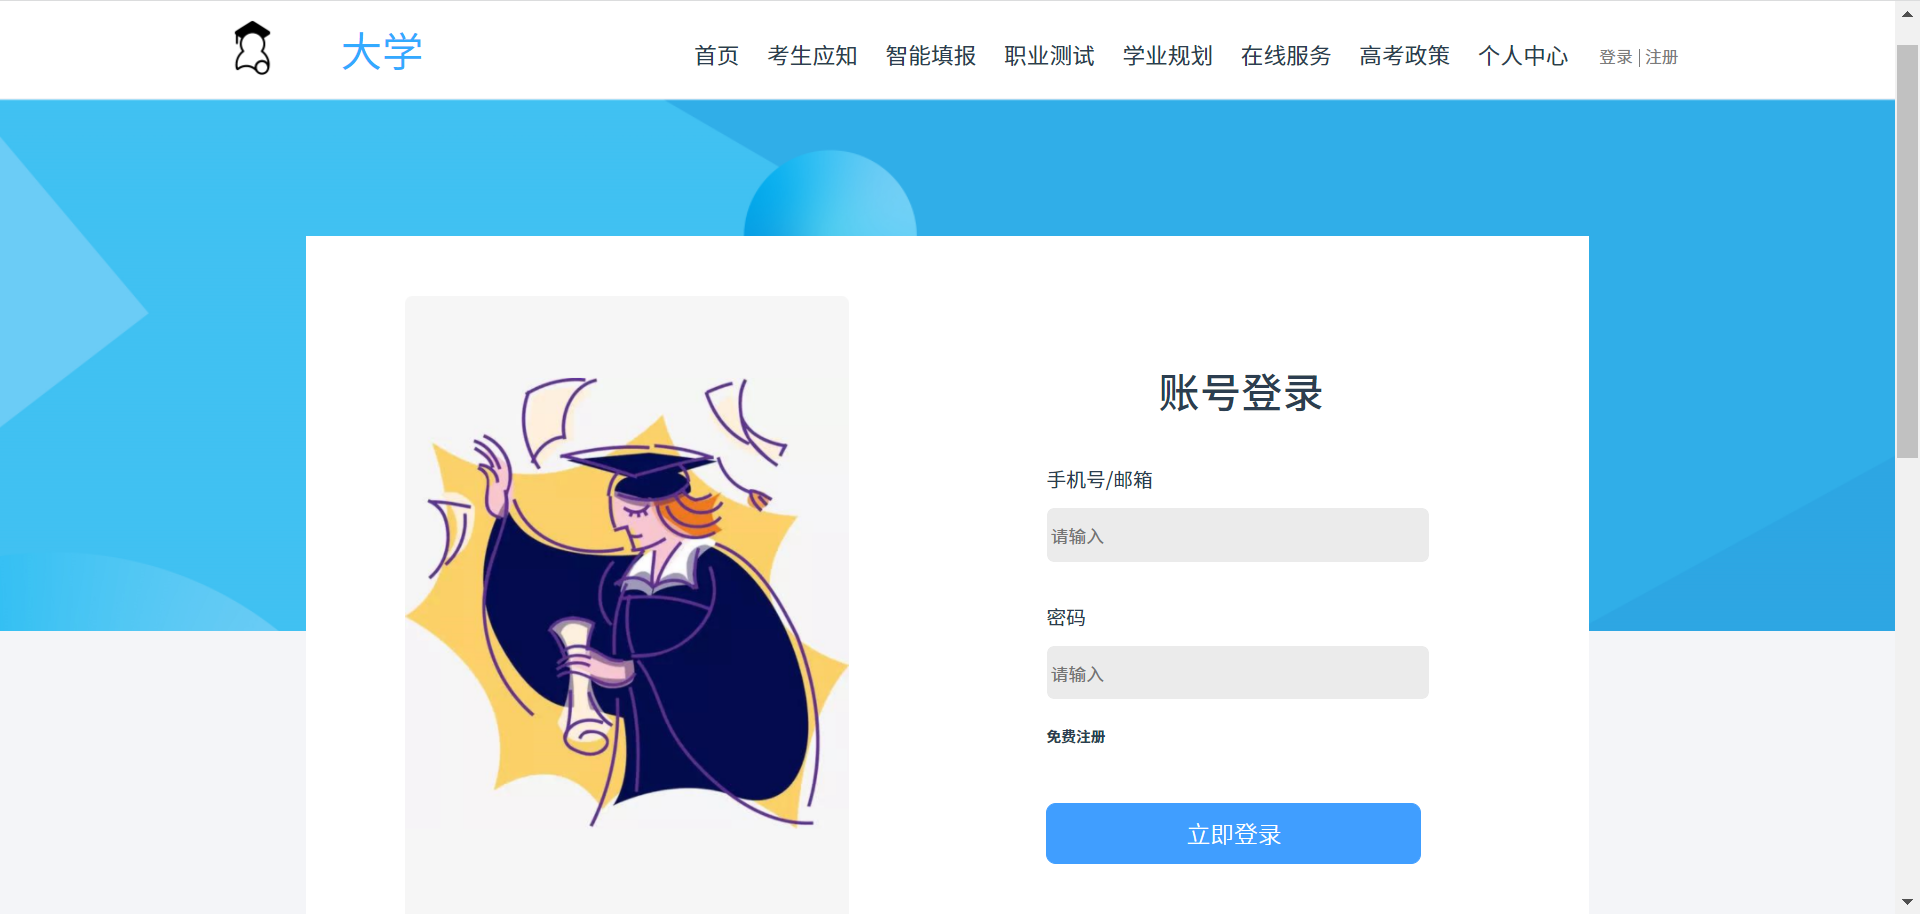 大学
首页 考生应知 智能填报 职业测试 学业规划 在线服务 高考政策 个人中心 登录 | 注册
账号登录
手机号/邮箱
请输入
密码
请输入
免费注册
立即登录